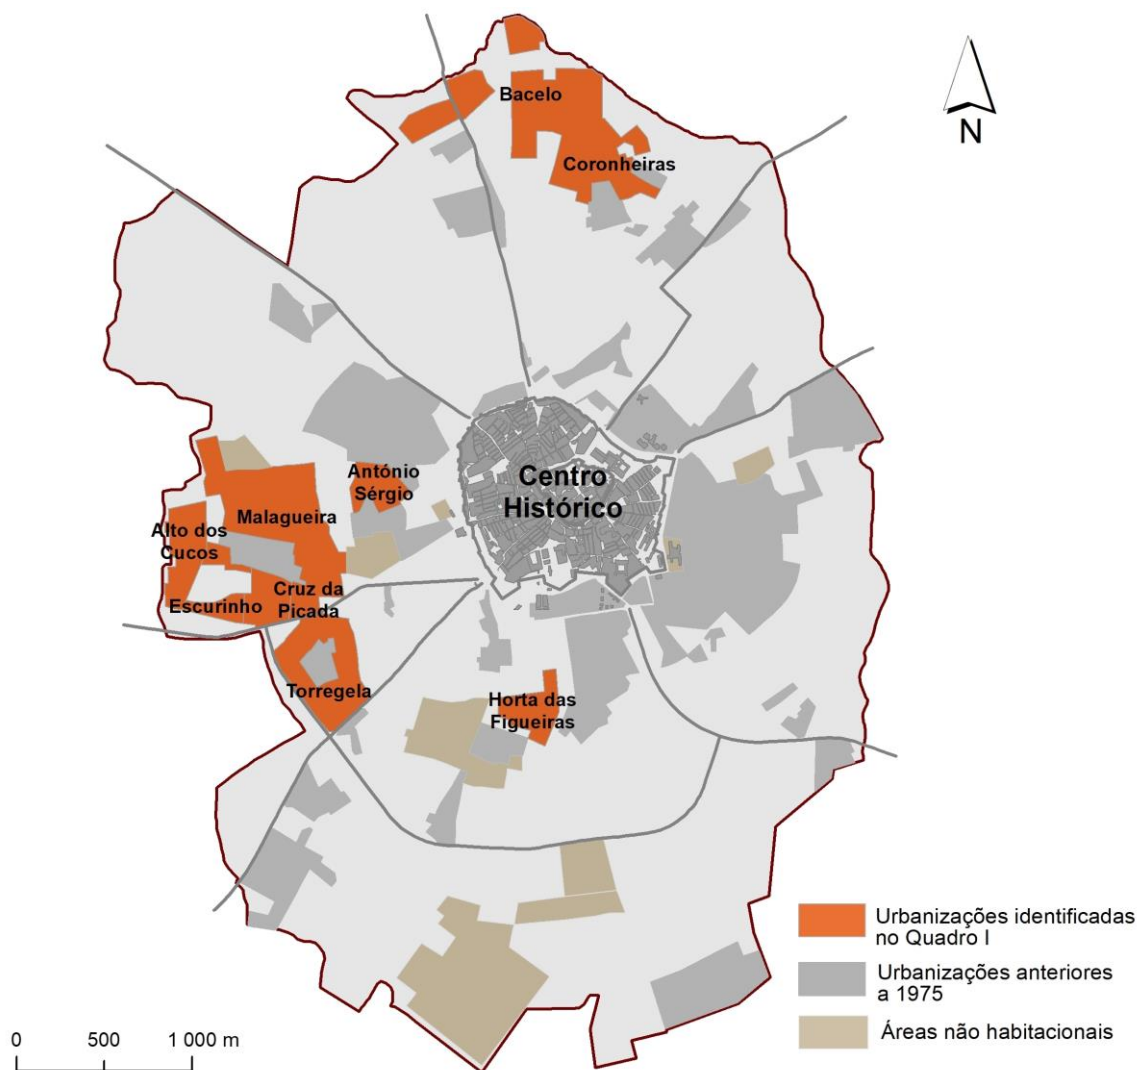 Bacelo
N
Coronheiras
António
Sérgio
Centro
Histórico
Malagueira
Alto dos
Cucos
Escurinho
Cruz da
Picada
Torregela
Horta das
Figueiras
Urbanizações identificadas
no Quadro I
Urbanizações anteriores
a 1975
Áreas não habitacionais
0 500 1 000 m